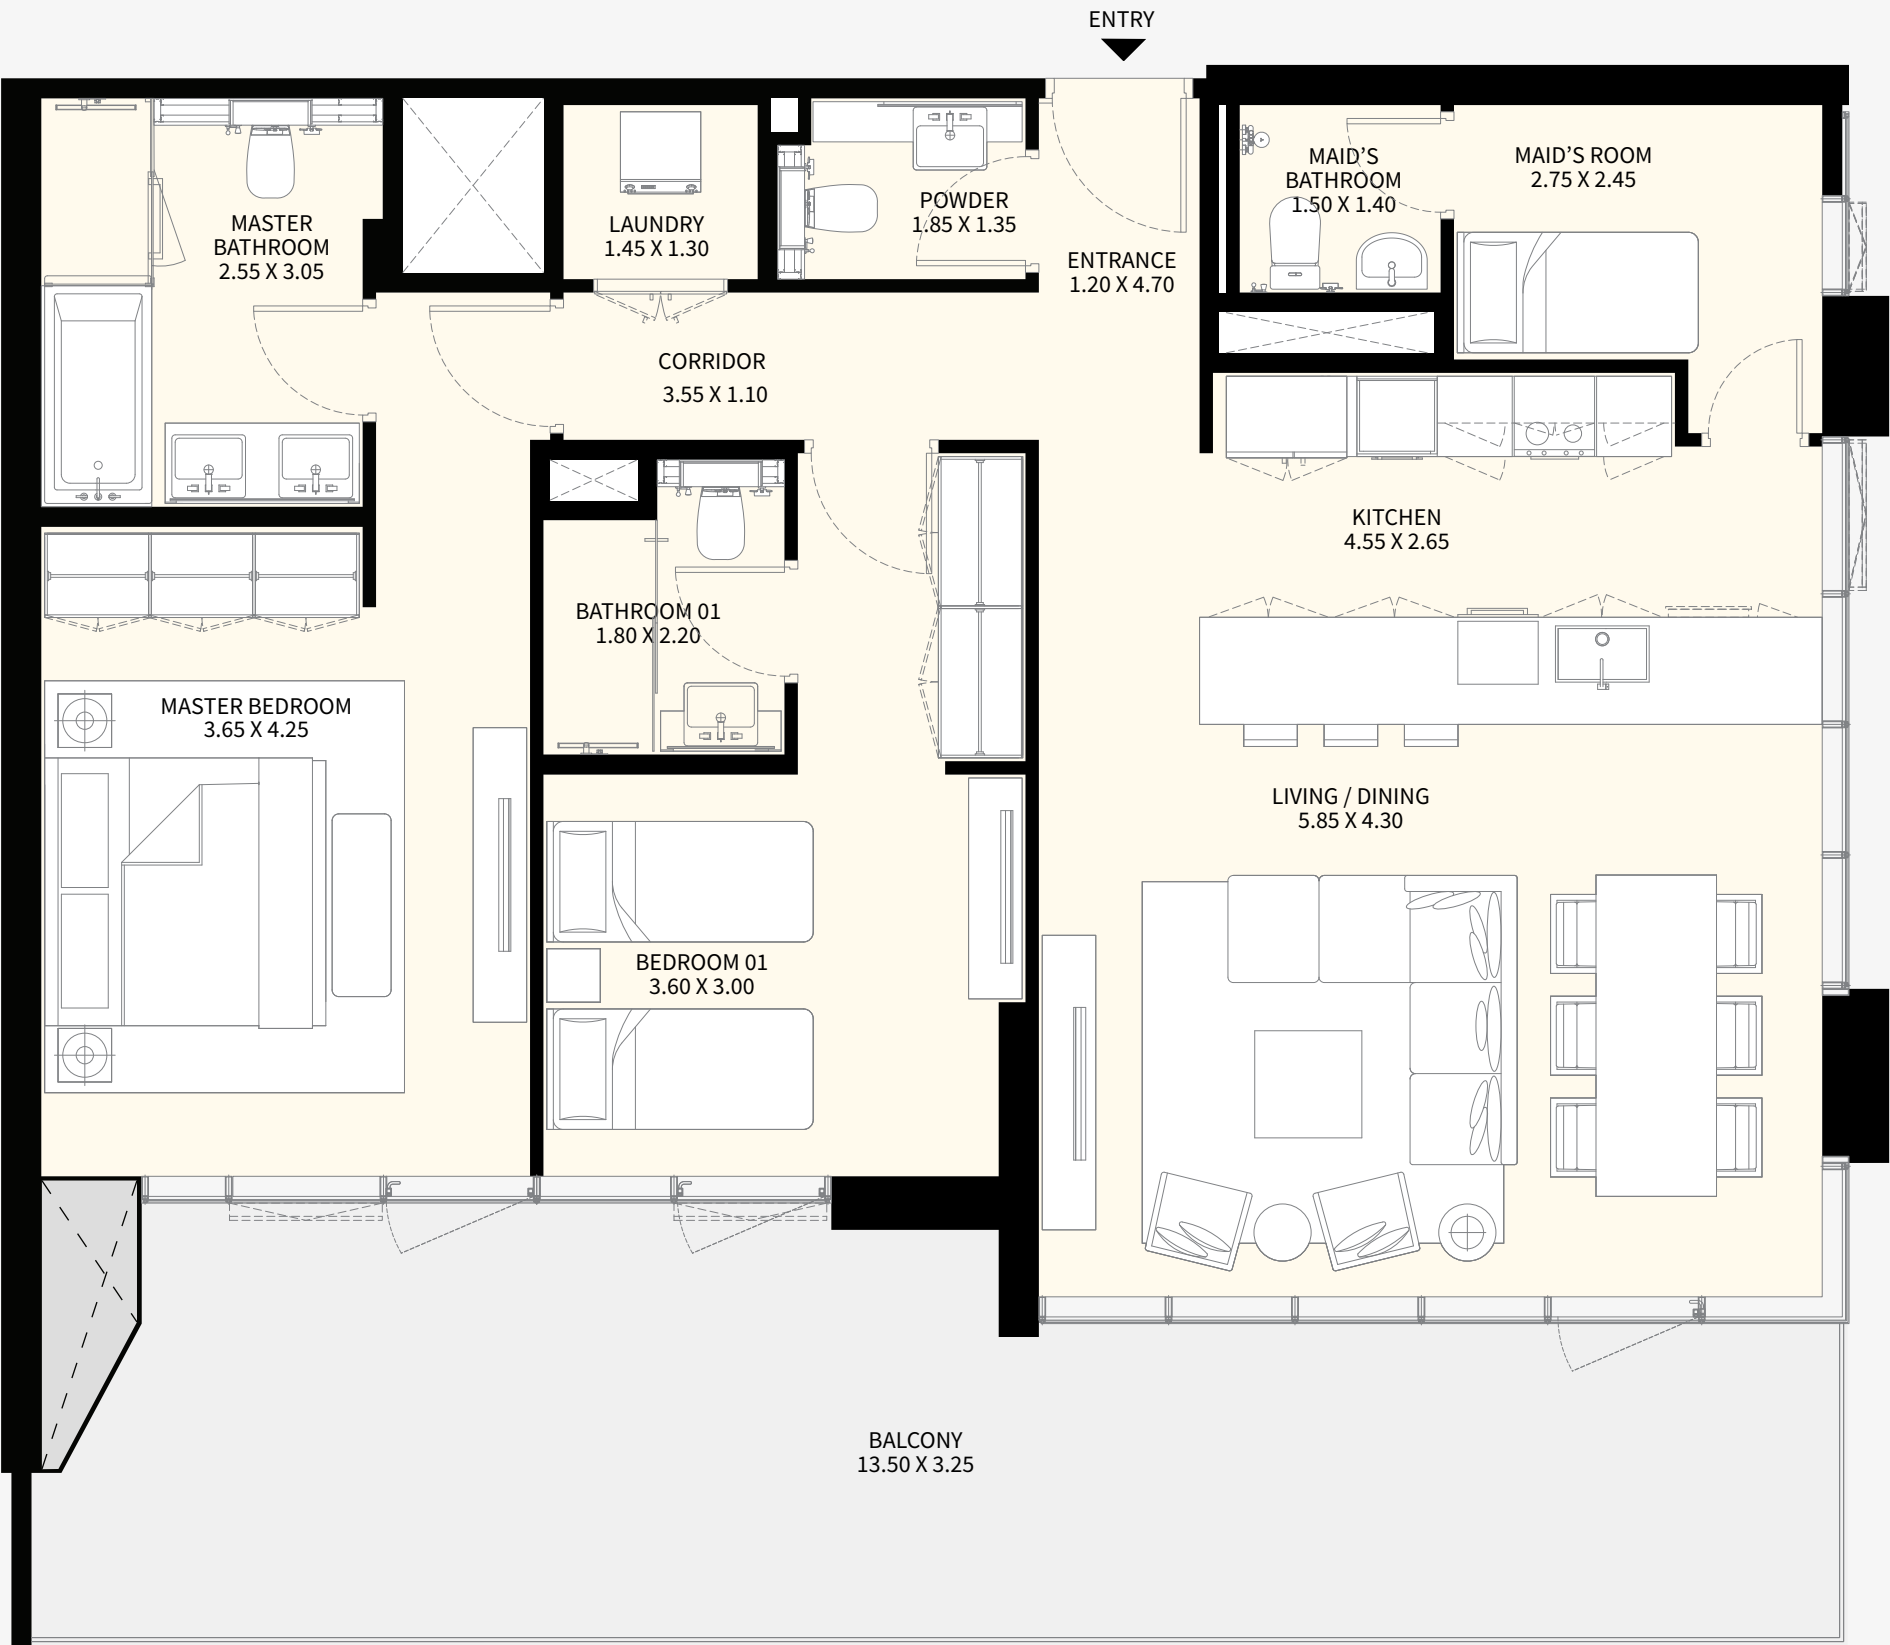 ENTRY
MAID'S
BATHROOM
1.50 X 1.40
MAID'S ROOM
2.75 X 2.45
MASTER
BATHROOM
2.55 X 3.05
LAUNDRY
1.45 X 1.30
POWDER
1.85 X 1.35
ENTRANCE
1.20 X 4.70
CORRIDOR
3.55 X 1.10
KITCHEN
4.55 X 2.65
BATHROOM 01
1.80 X 2.20
MASTER BEDROOM
3.65 X 4.25
LIVING / DINING
5.85 X 4.30
BEDROOM 01
3.60 X 3.00
BALCONY
13.50 X 3.25